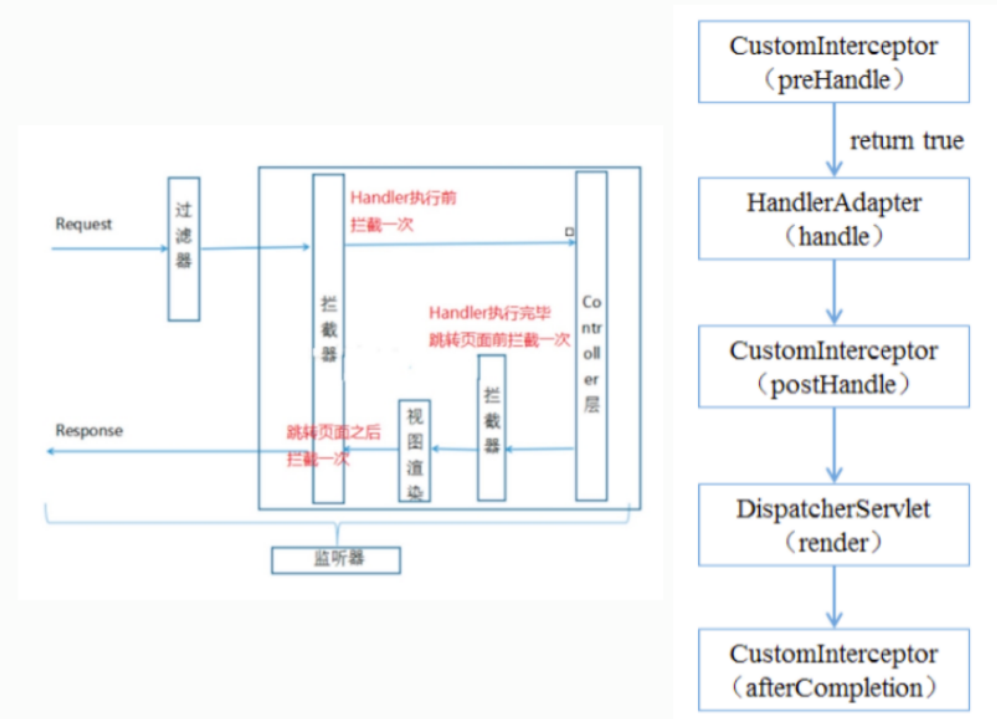 Request
过滤器
Handler执行前
拦截一次
拦截器
Handler执行完毕
跳转页面前拦截一次
Controller层
拦截器
视图渲染
跳转页面之后
拦截一次
Response
监听器
CustomInterceptor
（preHandle）
return true
HandlerAdapter
（handle）
CustomInterceptor
（postHandle）
DispatcherServlet
（render）
CustomInterceptor
（afterCompletion）